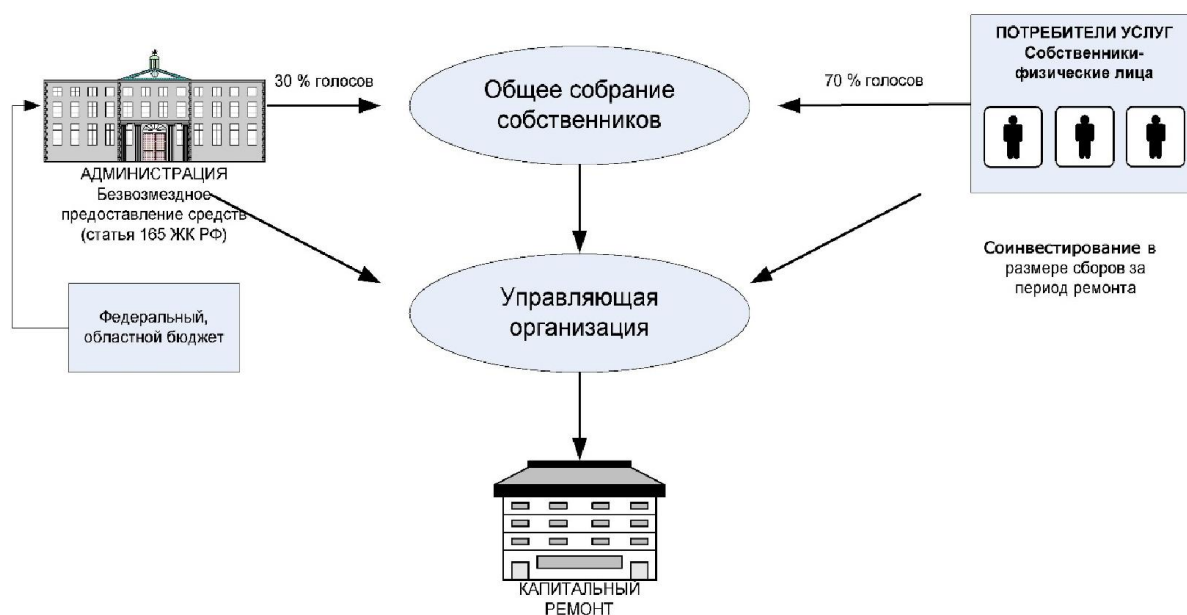 30 % голосов
АДМИНИСТРАЦИЯ
Безвозмездное
предоставление средств
(статья 165 ЖК РФ)
Федеральный,
областной бюджет
Общее собрание
собственников
70 % голосов
ПОТРЕБИТЕЛИ УСЛУГ
Собственники-
физические лица
Соинвестирование в
размере сборов за
период ремонта
Управляющая
организация
КАПИТАЛЬНЫЙ
РЕМОНТ